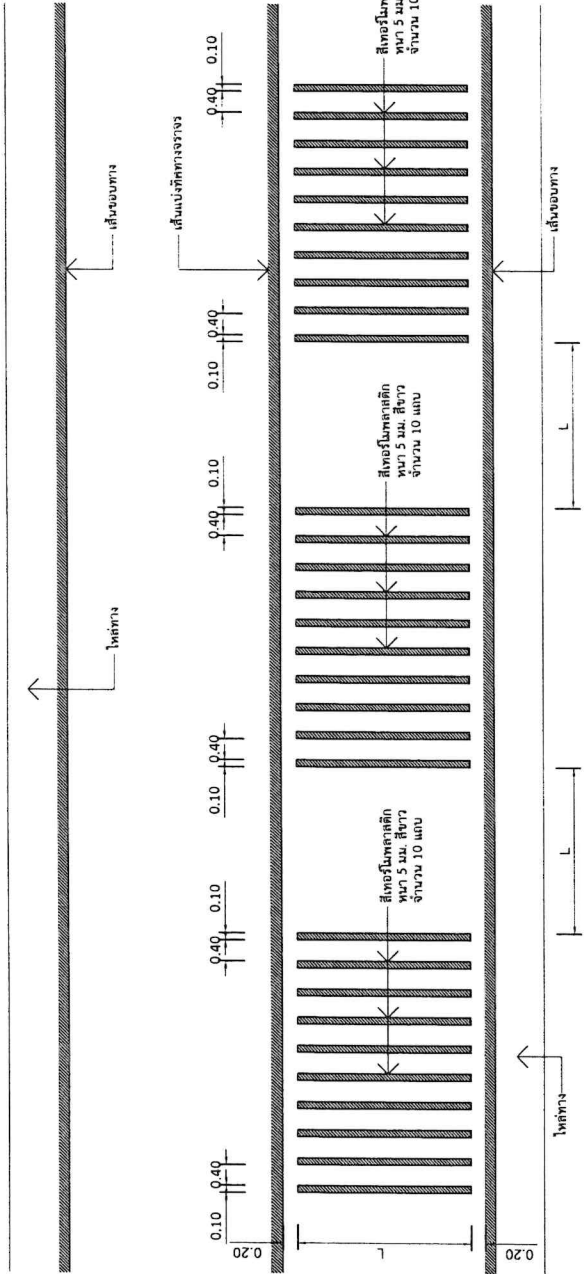 เส้นขอบทาง
ไหล่ทาง
0.40
0.10
เส้นแบ่งทิศทางจราจร
0.40
0.10
0.10
0.40
0.10
0.40
0.10
0.40
0.10
0.40
สีเทอร์โมพลาสติก
หนา 5 มม. สีขาว
จำนวน 10 แถบ
สีเทอร์โมพลาสติก
หนา 5 มม. สีขาว
จำนวน 10 แถบ
สีเทอร์โมพ
หนา 5 มม
จำนวน 10
0.20
L
0.20
L
L
ไหล่ทาง
เส้นขอบทาง